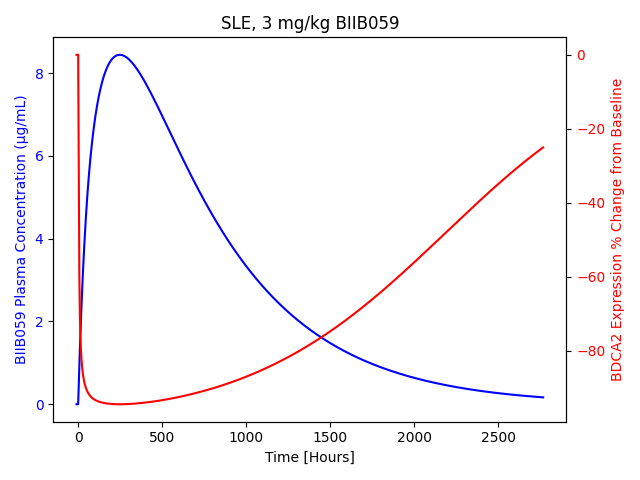 SLE, 3 mg/kg BIIB059
BIIB059 Plasma Concentration (μg/mL)
8
6
4
2
0
0
−20
−40
−60
−80
BDCA2 Expression % Change from Baseline
0 500 1000 1500 2000 2500
Time [Hours]